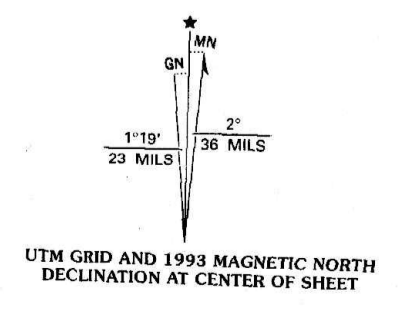 MN
GN
1°19'
23 MILS
2°
36 MILS
UTM GRID AND 1993 MAGNETIC NORTH
DECLINATION AT CENTER OF SHEET